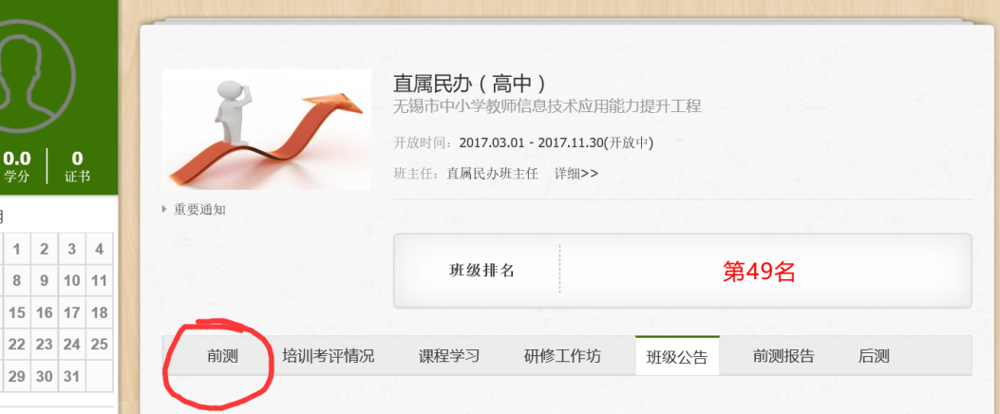 0.0 0
学分 证书
1 2 3 4
8 9 10 11
15 16 17 18
22 23 24 25
29 30 31
重要通知
直属民办（高中）
无锡市中小学教师信息技术应用能力提升工程
开放时间：2017.03.01 - 2017.11.30(开放中)
班主任：直属民办班主任 详细>>
班级排名 第49名
前测 培训考评情况 课程学习 研修工作坊 班级公告 前测报告 后测